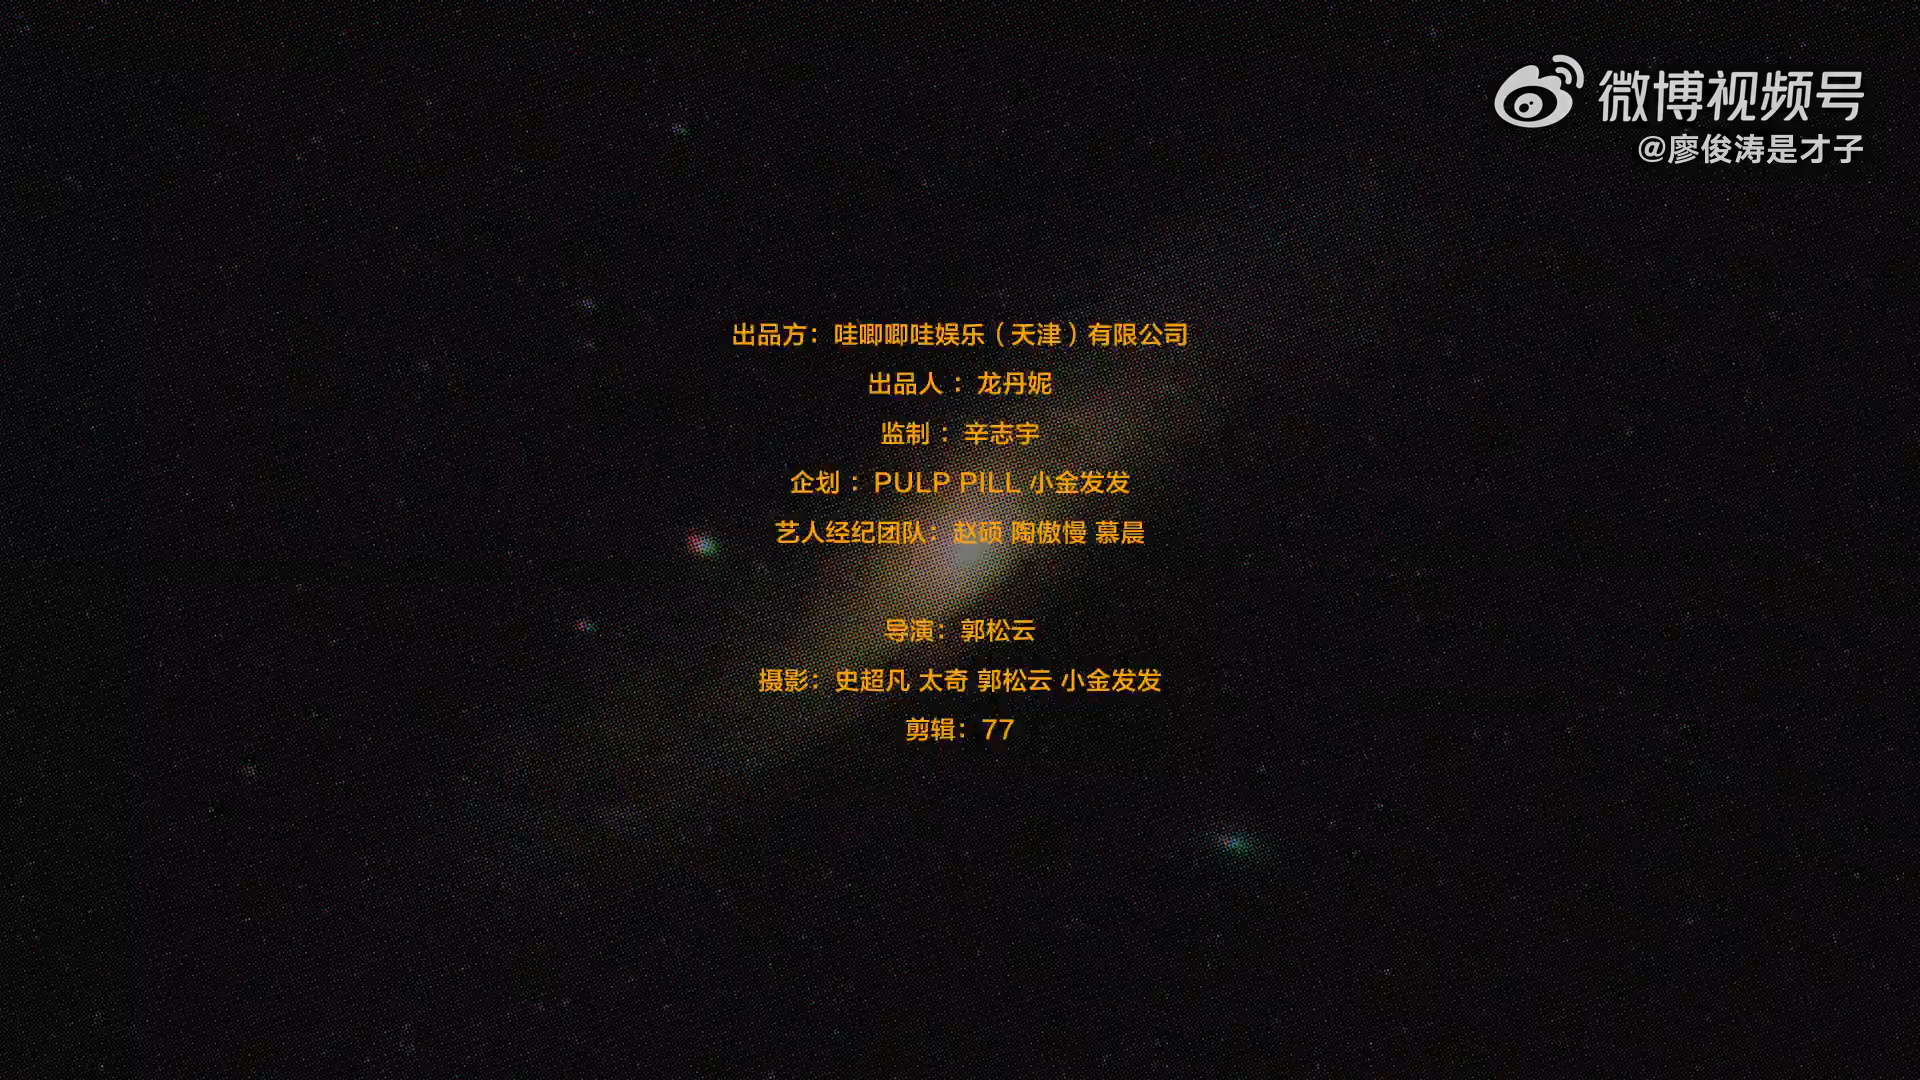 微博视频号
@廖俊涛是才子
出品方：哇唧唧哇娱乐（天津）有限公司
出品人 ：龙丹妮
监制 ：辛志宇
企划 ：PULP PILL 小金发发
艺人经纪团队：赵硕 陶傲慢 慕晨
导演：郭松云
摄影：史超凡 太奇 郭松云 小金发发
剪辑：77